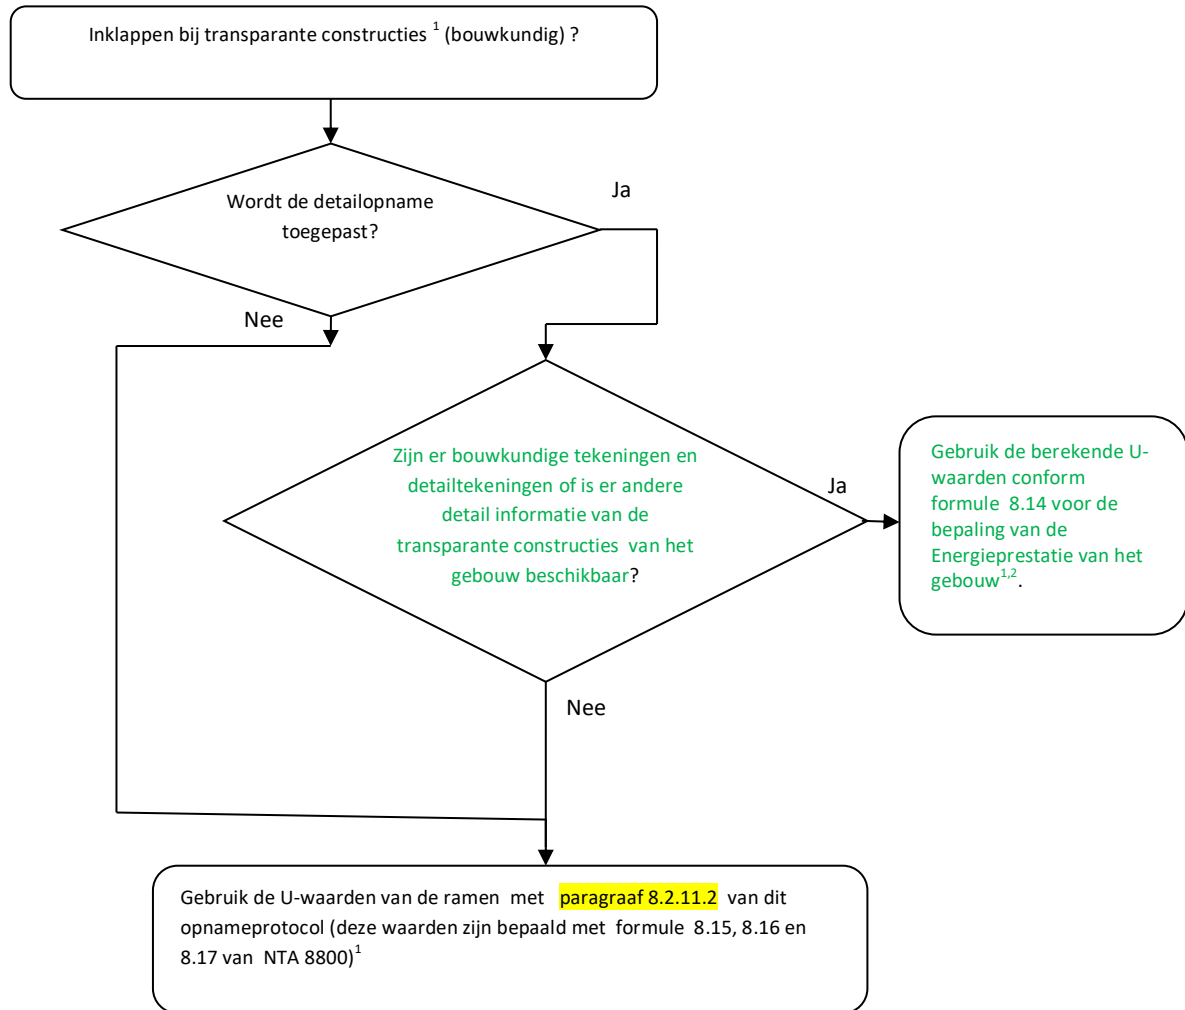 Inklappen bij transparante constructies ¹ (bouwkundig) ?
Wordt de detailopname
toegepast?
Ja
Nee
Zijn er bouwkundige tekeningen en
detailtekeningen of is er andere
detail informatie van de
transparante constructies van het
gebouw beschikbaar?
Ja
Gebruik de berekende U-
waarden conform
formule 8.14 voor de
bepaling van de
Energieprestatie van het
gebouw¹,².
Nee
Gebruik de U-waarden van de ramen met paragraaf 8.2.11.2 van dit
opnameprotocol (deze waarden zijn bepaald met formule 8.15, 8.16 en
8.17 van NTA 8800)¹